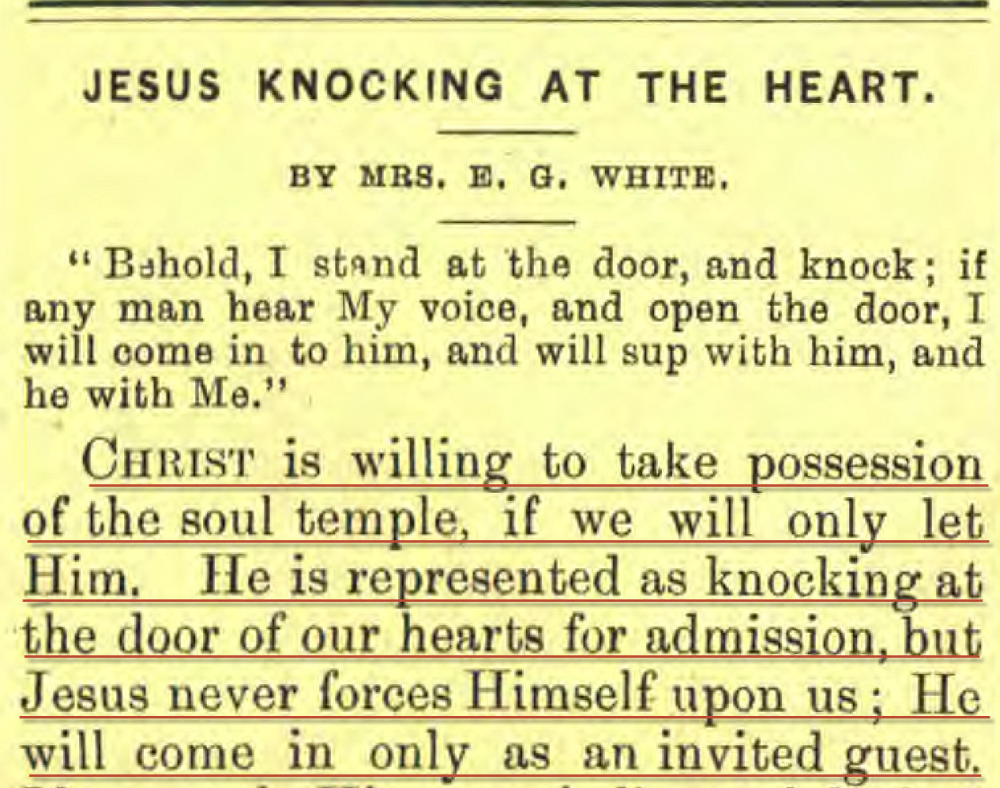 JESUS KNOCKING AT THE HEART.
BY MRS. E. G. WHITE.
“Behold, I stand at the door, and knock; if
any man hear My voice, and open the door, I
will come in to him, and will sup with him, and
he with Me.”
CHRIST is willing to take possession
of the soul temple, if we will only let
Him. He is represented as knocking at
the door of our hearts for admission, but
Jesus never forces Himself upon us; He
will come in only as an invited guest.